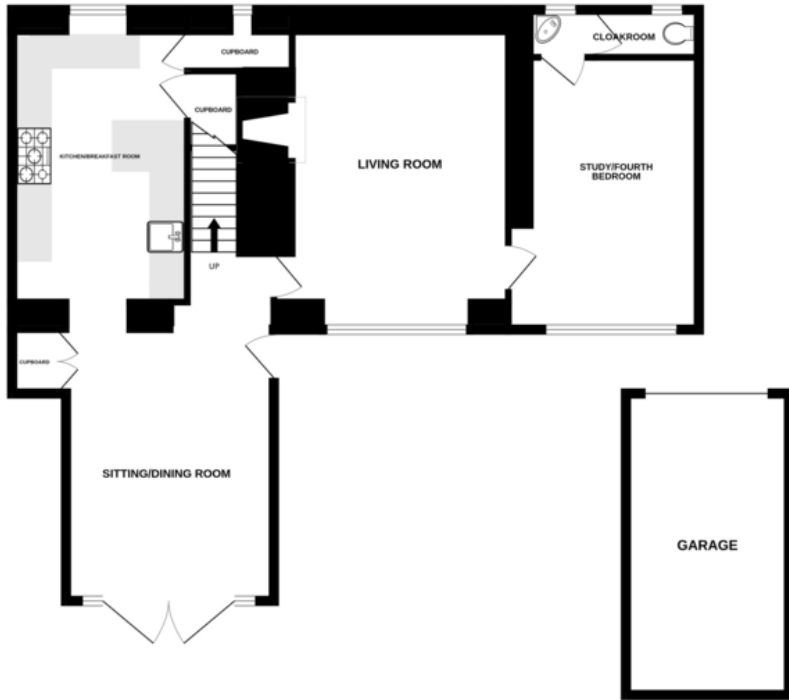 CUPBOARD
CLOAKROOM
CUPBOARD
KITCHEN/BREAKFAST ROOM
LIVING ROOM
STUDY/FOURTH
BEDROOM
UP
CUPBOARD
SITTING/DINING ROOM
GARAGE